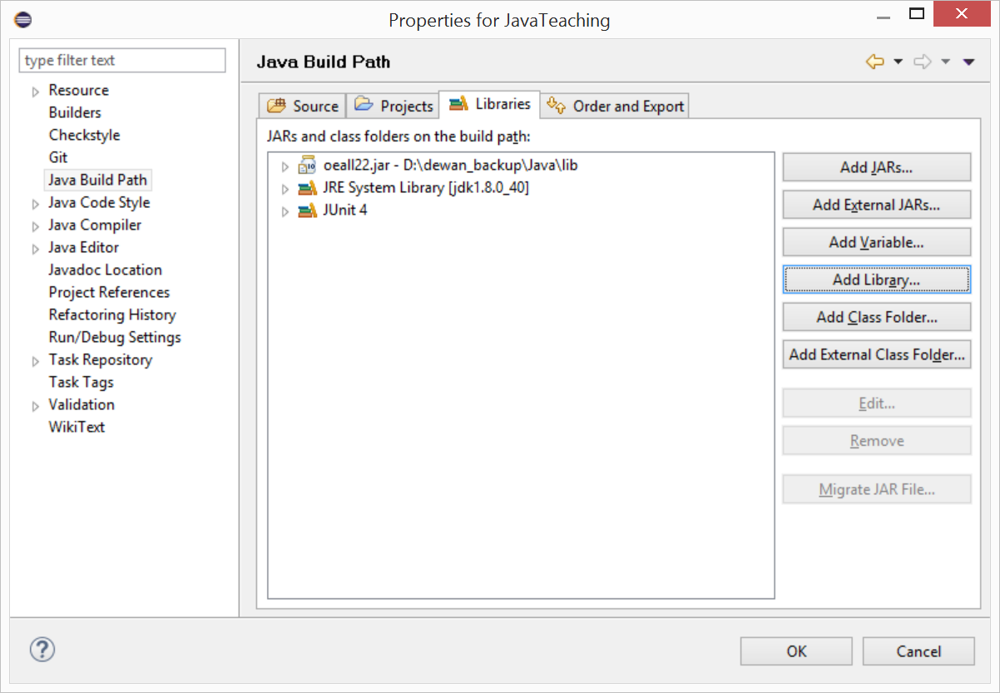 Properties for JavaTeaching
type filter text
Resource
Builders
Checkstyle
Git
Java Build Path
Java Code Style
Java Compiler
Java Editor
Javadoc Location
Project References
Refactoring History
Run/Debug Settings
Task Repository
Task Tags
Validation
WikiText
Java Build Path
Source Projects Libraries Order and Export
JARs and class folders on the build path:
oeall22.jar - D:\dewan_backup\Java\lib
JRE System Library [jdk1.8.0_40]
JUnit 4
Add JARs...
Add External JARs...
Add Variable...
Add Library...
Add Class Folder...
Add External Class Folder...
Edit...
Remove
Migrate JAR File...
OK Cancel